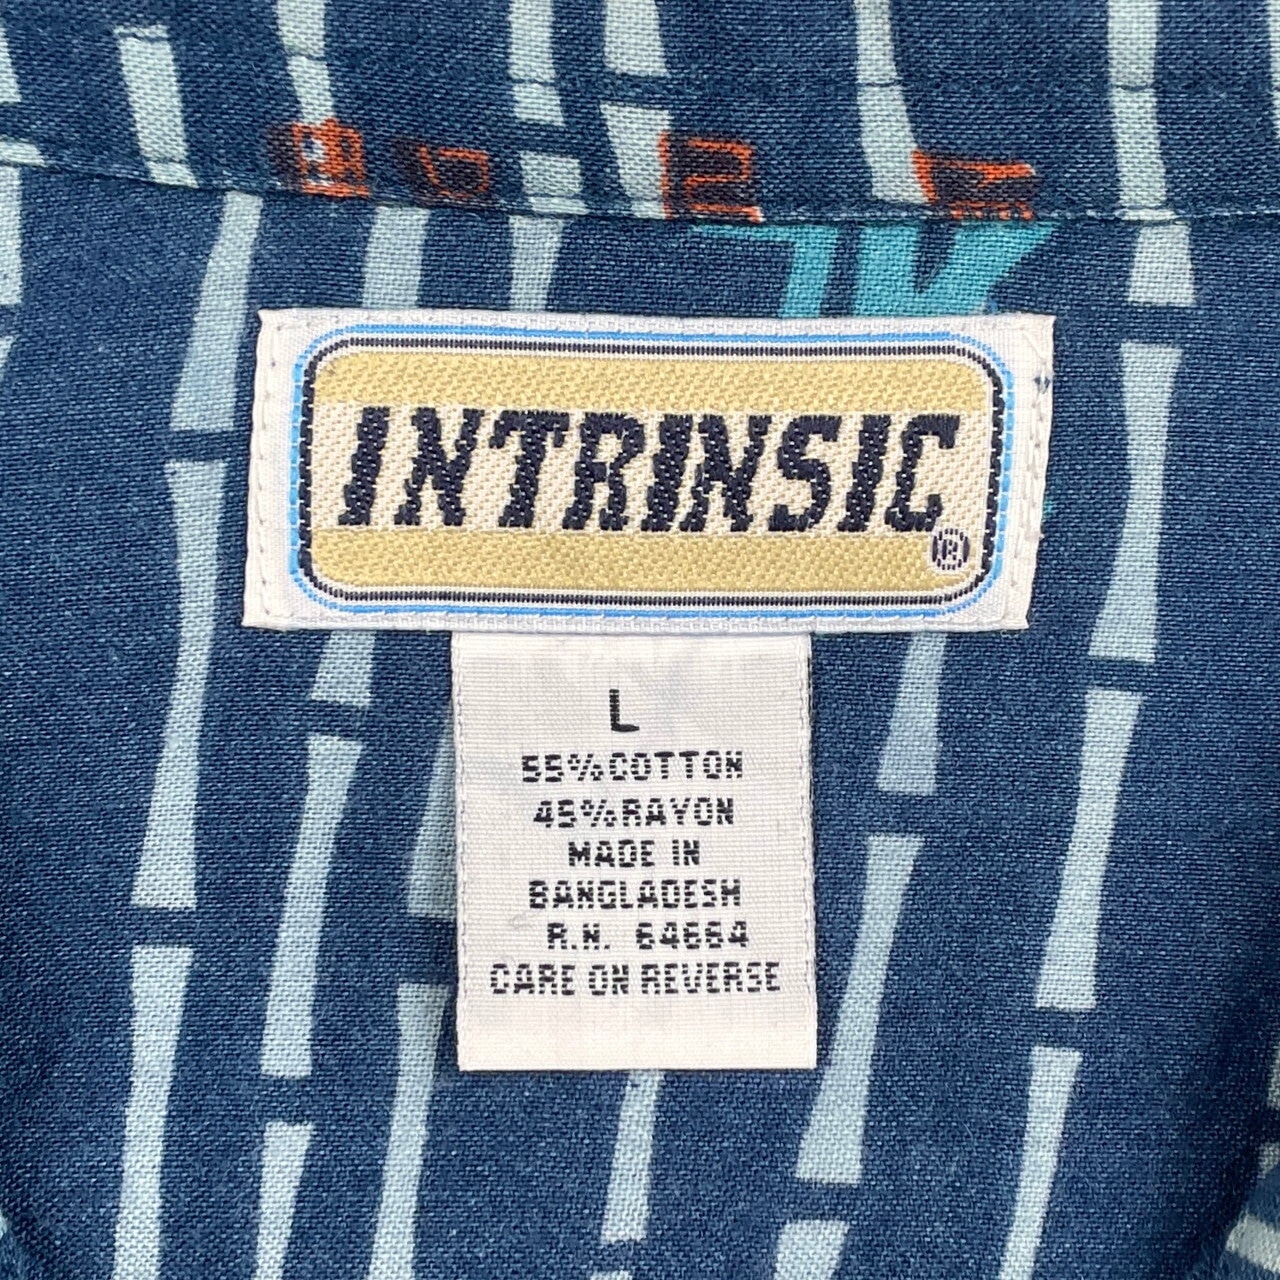 INTRINSIC®
L
55%COTTON
45%RAYON
MADE IN
BANGLADESH
R.N. 64664
CARE ON REVERSE